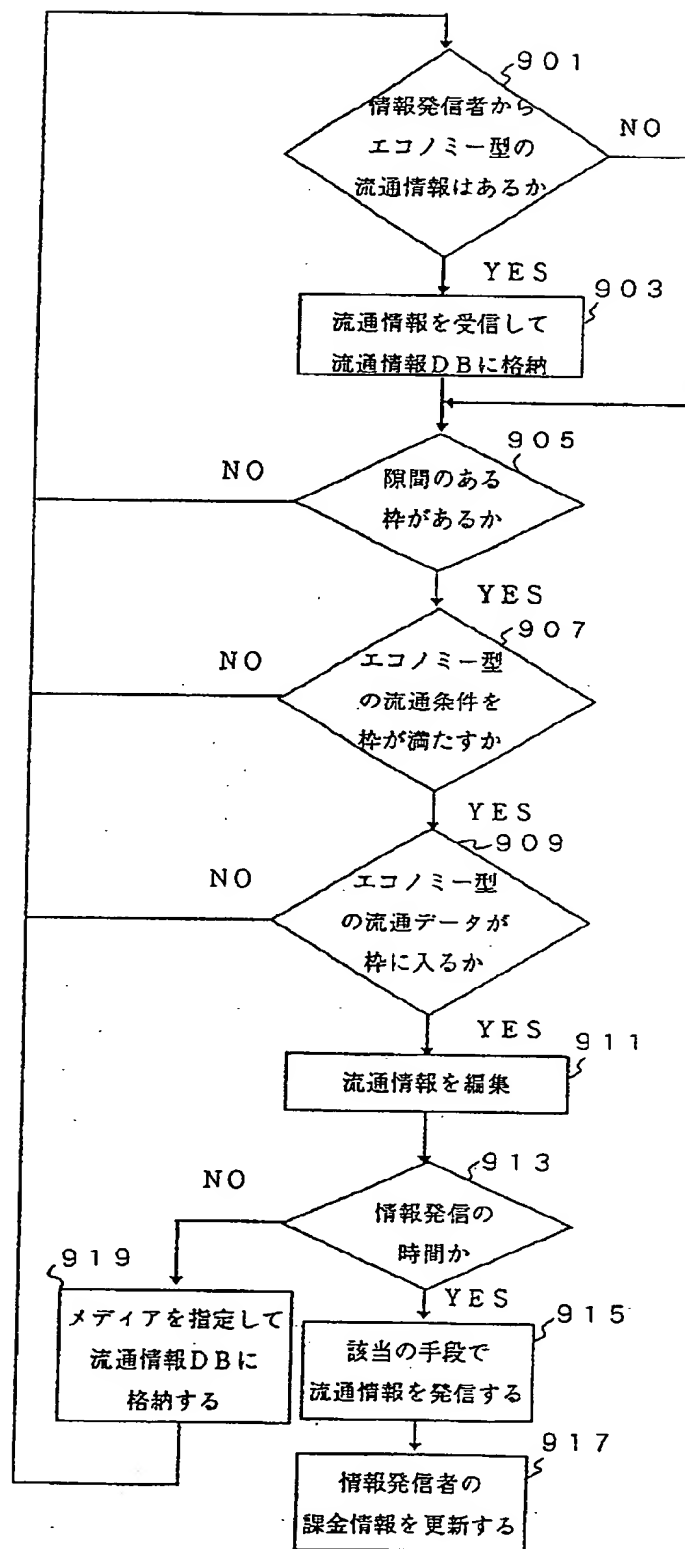 901
情報発信者から
エコノミー型の
流通情報はあるか
NO
YES
903
流通情報を受信して
流通情報DBに格納
905
隙間のある
枠があるか
NO
YES
907
エコノミー型
の流通条件を
枠が満たすか
NO
YES
909
エコノミー型
の流通データが
枠に入るか
NO
YES
911
流通情報を編集
913
情報発信の
時間か
NO
YES
919
メディアを指定して
流通情報DBに
格納する
915
該当の手段で
流通情報を発信する
917
情報発信者の
課金情報を更新する